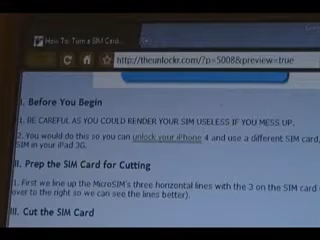 How To: Turn a SIM Card...
http://theunlockr.com/?p=5008&preview=true
I. Before You Begin
1. BE CAREFUL AS YOU COULD RENDER YOUR SIM USELESS IF YOU MESS UP.
2. You would do this so you can unlock your iPhone 4 and use a different SIM card,
SIM in your iPad 3G.
II. Prep the SIM Card for Cutting
1. First we line up the MicroSIM's three horizontal lines with the 3 on the SIM card
over to the right so we can see the lines better).
III. Cut the SIM Card